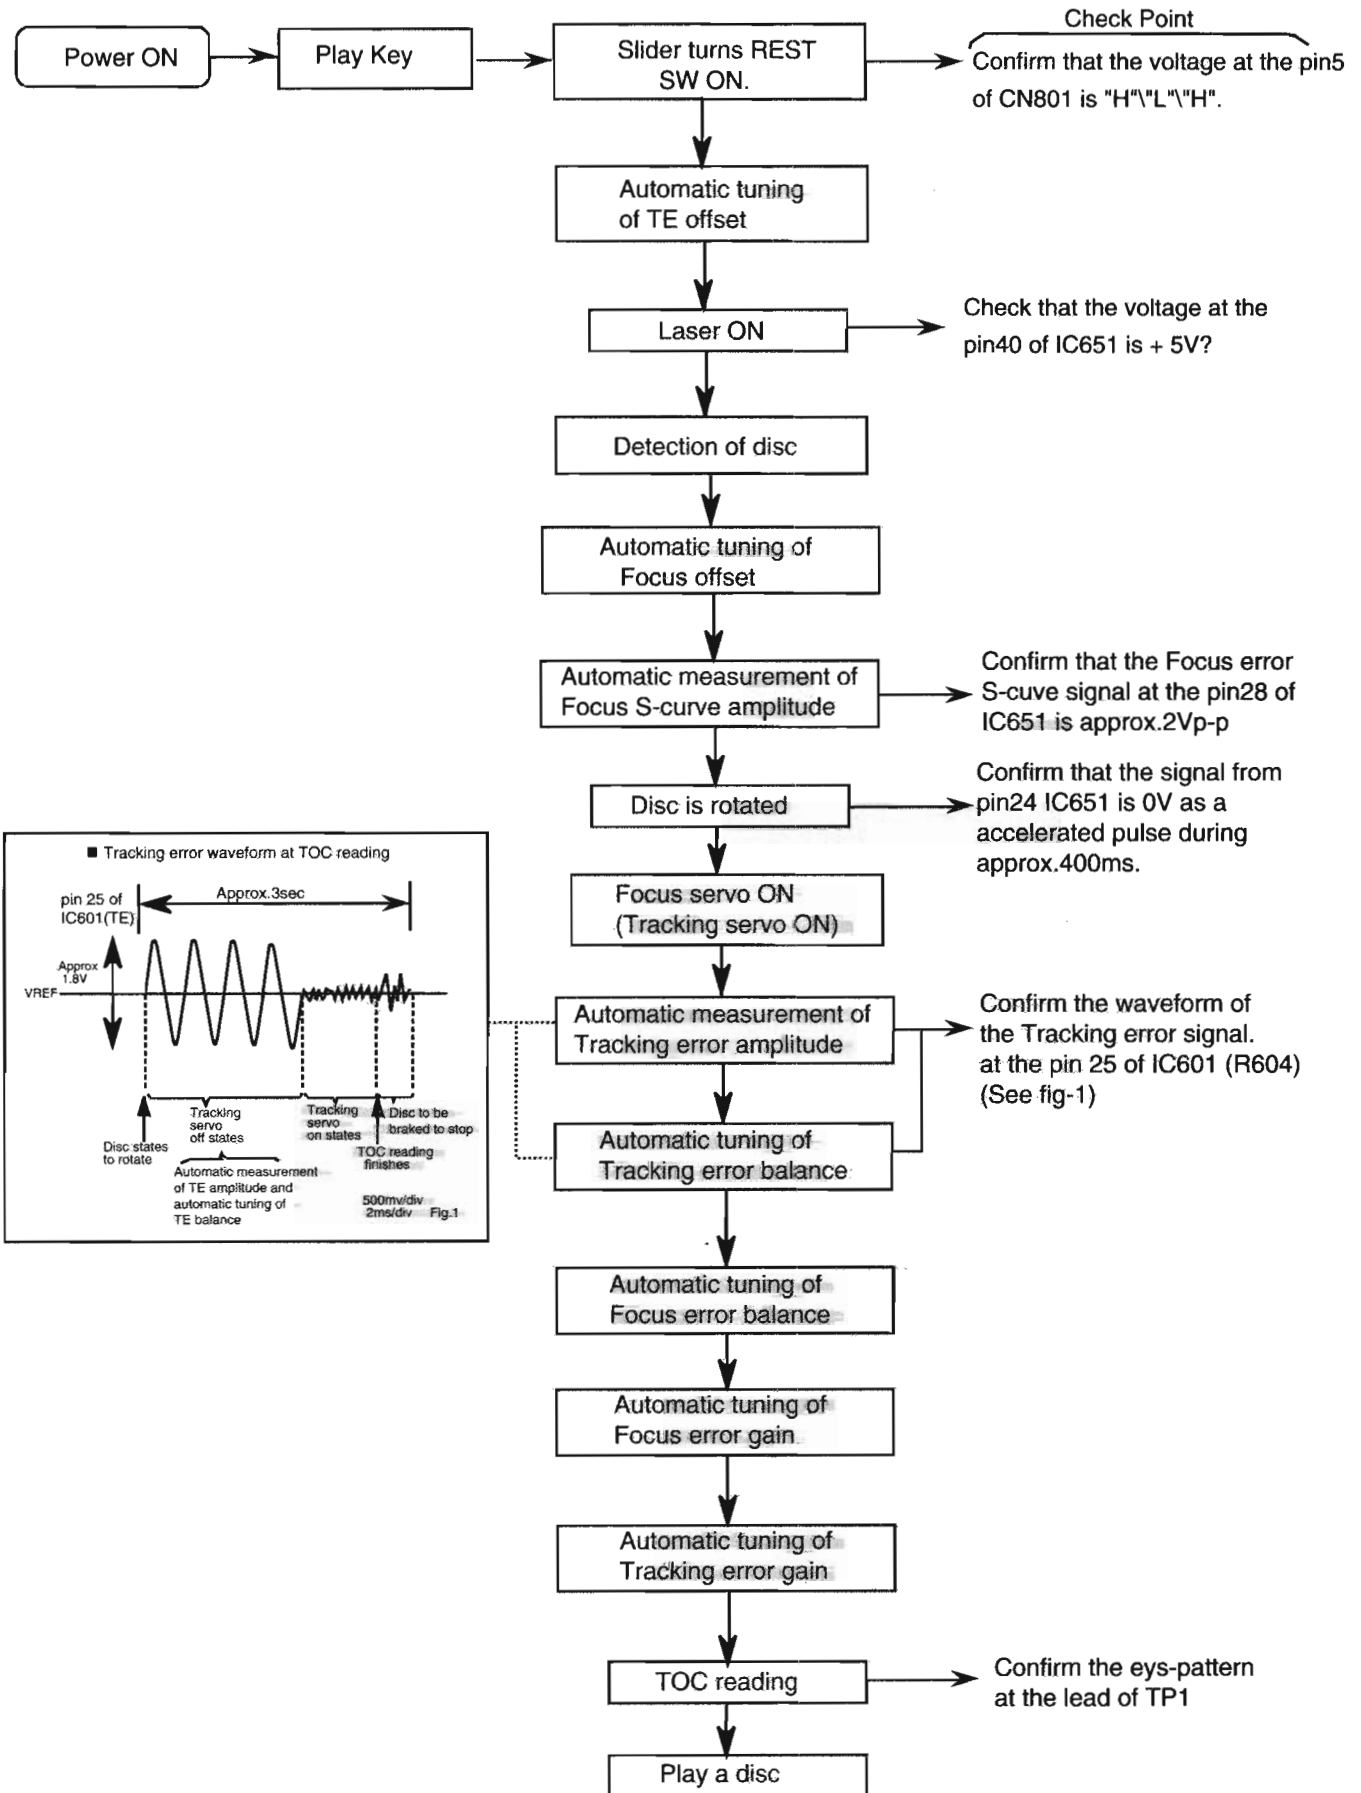 Check Point
Power ON
Play Key
Slider turns REST
SW ON.
Confirm that the voltage at the pin5
of CN801 is "H"\"L"\"H".
Automatic tuning
of TE offset
Laser ON
Check that the voltage at the
pin40 of IC651 is + 5V?
Detection of disc
Automatic tuning of
Focus offset
Automatic measurement of
Focus S-curve amplitude
Confirm that the Focus error
S-cuve signal at the pin28 of
IC651 is approx.2Vp-p
Disc is rotated
Confirm that the signal from
pin24 IC651 is 0V as a
accelerated pulse during
approx.400ms.
Focus servo ON
(Tracking servo ON)
■ Tracking error waveform at TOC reading
pin 25 of
IC601(TE)
Approx.3sec
Approx
1.8V
VREF
Tracking
servo
off states
Tracking
servo
on states
Disc to be
braked to stop
Disc states
to rotate
TOC reading
finishes
Automatic measurement
of TE amplitude and
automatic tuning of
TE balance
500mv/div
2ms/div Fig.1
Automatic measurement of
Tracking error amplitude
Confirm the waveform of
the Tracking error signal.
at the pin 25 of IC601 (R604)
(See fig-1)
Automatic tuning of
Tracking error balance
Automatic tuning of
Focus error balance
Automatic tuning of
Focus error gain
Automatic tuning of
Tracking error gain
TOC reading
Confirm the eys-pattern
at the lead of TP1
Play a disc